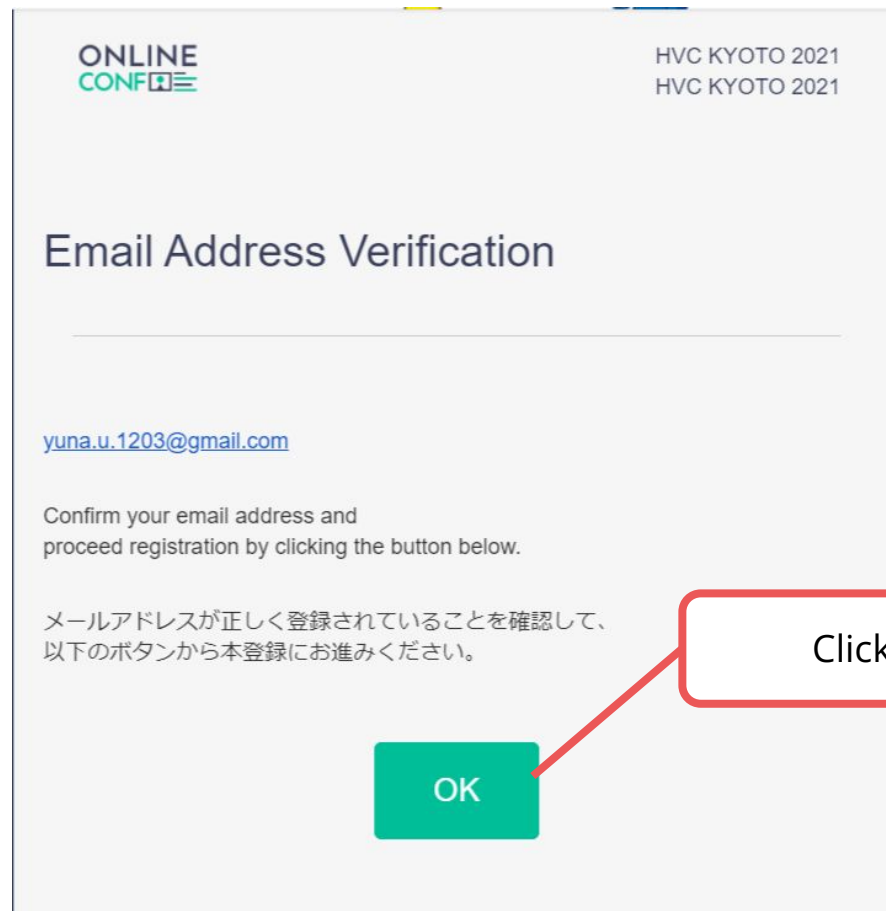 ONLINE
CONF
HVC KYOTO 2021
HVC KYOTO 2021
Email Address Verification
yuna.u.1203@gmail.com
Confirm your email address and
proceed registration by clicking the button below.
メールアドレスが正しく登録されていることを確認して、
以下のボタンから本登録にお進みください。
Click
OK